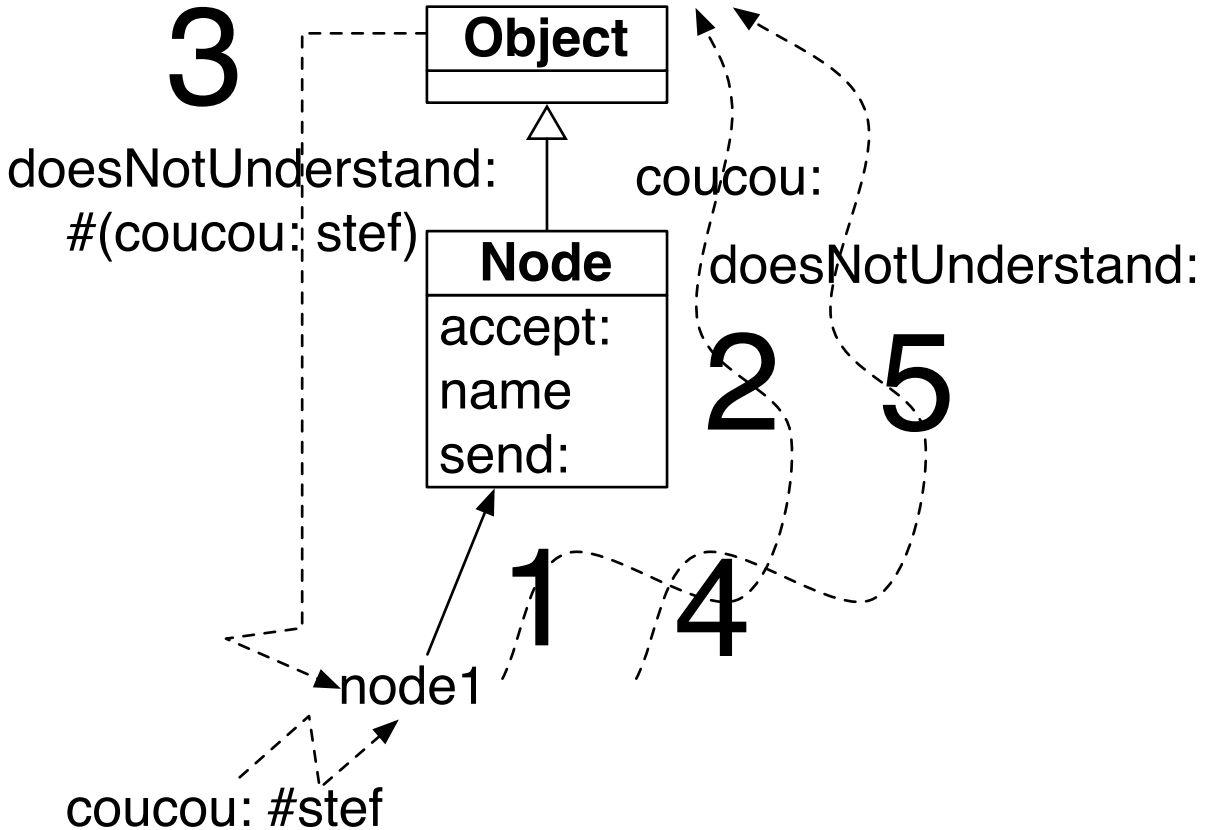 3
Object
doesNotUnderstand:
#(coucou: stef)
coucou:
Node
doesNotUnderstand:
accept:
name
send:
2
5
1
4
node1
coucou: #stef